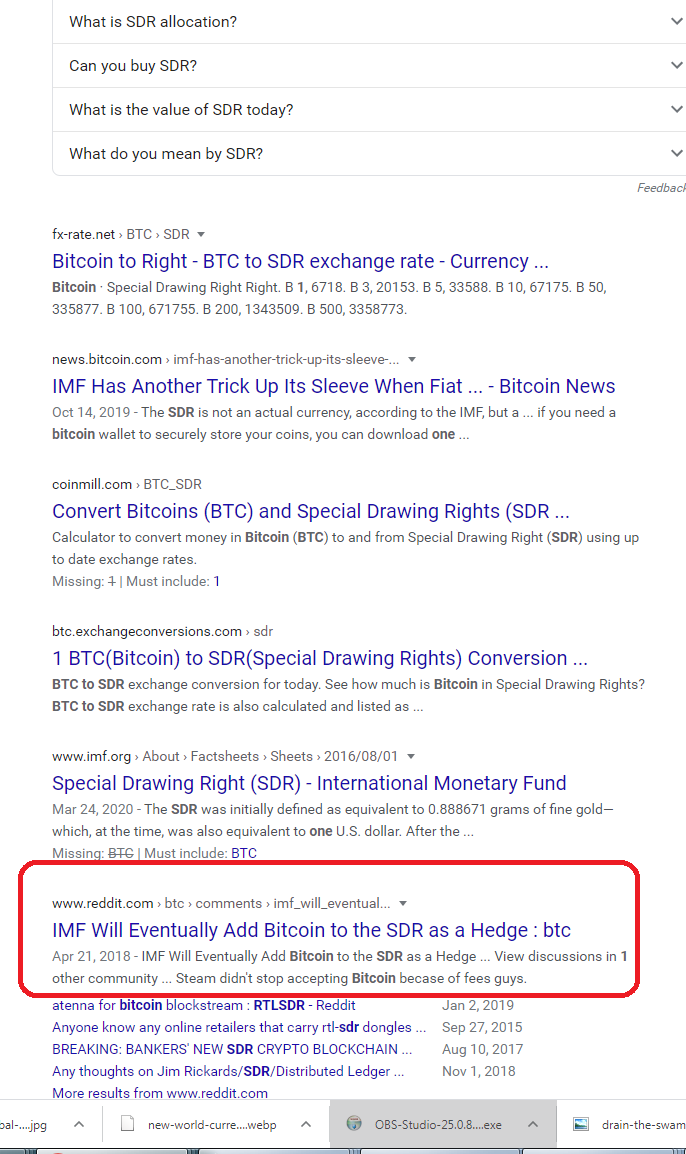 What is SDR allocation?
Can you buy SDR?
What is the value of SDR today?
What do you mean by SDR?
Feedback
fx-rate.net › BTC › SDR
Bitcoin to Right - BTC to SDR exchange rate - Currency ...
Bitcoin · Special Drawing Right Right. B 1, 6718. B 3, 20153. B 5, 33588. B 10, 67175. B 50,
335877. B 100, 671755. B 200, 1343509. B 500, 3358773.
news.bitcoin.com › imf-has-another-trick-up-its-sleeve-...
IMF Has Another Trick Up Its Sleeve When Fiat ... - Bitcoin News
Oct 14, 2019 - The SDR is not an actual currency, according to the IMF, but a ... if you need a
bitcoin wallet to securely store your coins, you can download one ...
coinmill.com › BTC_SDR
Convert Bitcoins (BTC) and Special Drawing Rights (SDR ...
Calculator to convert money in Bitcoin (BTC) to and from Special Drawing Right (SDR) using up
to date exchange rates.
Missing: 1 | Must include: 1
btc.exchangeconversions.com › sdr
1 BTC(Bitcoin) to SDR(Special Drawing Rights) Conversion ...
BTC to SDR exchange conversion for today. See how much is Bitcoin in Special Drawing Rights?
BTC to SDR exchange rate is also calculated and listed as ...
www.imf.org › About › Factsheets › Sheets › 2016/08/01
Special Drawing Right (SDR) - International Monetary Fund
Mar 24, 2020 - The SDR was initially defined as equivalent to 0.888671 grams of fine gold—
which, at the time, was also equivalent to one U.S. dollar. After the ...
Missing: BTC | Must include: BTC
www.reddit.com › btc › comments › imf_will_eventual...
IMF Will Eventually Add Bitcoin to the SDR as a Hedge : btc
Apr 21, 2018 - IMF Will Eventually Add Bitcoin to the SDR as a Hedge ... View discussions in 1
other community ... Steam didn't stop accepting Bitcoin becase of fees guys.
atenna for bitcoin blockstream : RTLSDR - Reddit Jan 2, 2019
Anyone know any online retailers that carry rtl-sdr dongles ... Sep 27, 2015
BREAKING: BANKERS' NEW SDR CRYPTO BLOCKCHAIN ... Aug 10, 2017
Any thoughts on Jim Rickards/SDR/Distributed Ledger ... Nov 1, 2018
More results from www.reddit.com
bal-....jpg new-world-curre....webp OBS-Studio-25.0.8....exe drain-the-swam